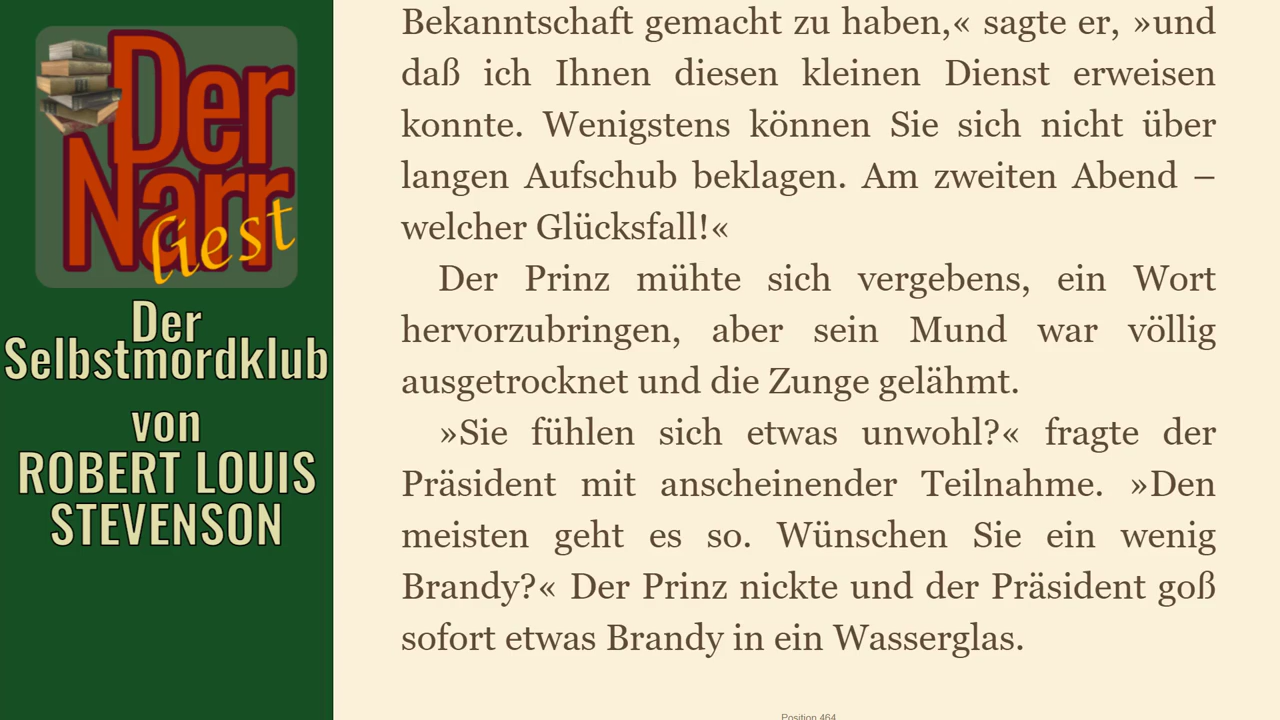 Der
Narr
liest
Der
Selbstmordklub
von
ROBERT LOUIS
STEVENSON
Bekanntschaft gemacht zu haben,« sagte er, »und
daß ich Ihnen diesen kleinen Dienst erweisen
konnte. Wenigstens können Sie sich nicht über
langen Aufschub beklagen. Am zweiten Abend –
welcher Glücksfall!«
Der Prinz mühte sich vergebens, ein Wort
hervorzubringen, aber sein Mund war völlig
ausgetrocknet und die Zunge gelähmt.
»Sie fühlen sich etwas unwohl?« fragte der
Präsident mit anscheinender Teilnahme. »Den
meisten geht es so. Wünschen Sie ein wenig
Brandy?« Der Prinz nickte und der Präsident goß
sofort etwas Brandy in ein Wasserglas.
Position 464